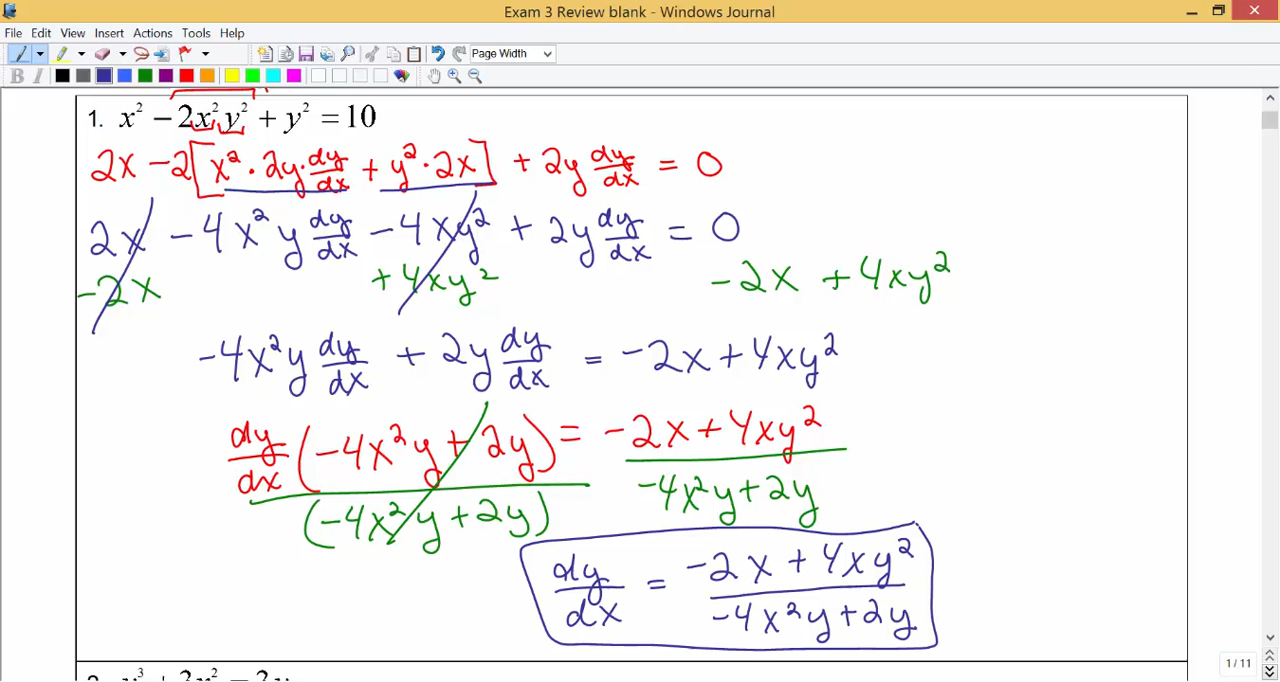 Exam 3 Review blank - Windows Journal
File Edit View Insert Actions Tools Help
Page Width
B I
1. x² − 2x²y² + y² = 10
2x − 2[x² · 2y · dy/dx + y² · 2x] + 2y dy/dx = 0
2x − 4x²y dy/dx − 4xy² + 2y dy/dx = 0
−2x + 4xy² −2x + 4xy²
−4x²y dy/dx + 2y dy/dx = −2x + 4xy²
dy/dx (−4x²y + 2y) = −2x + 4xy²
(−4x²y + 2y) −4x²y + 2y
dy/dx = (−2x + 4xy²)/(−4x²y + 2y)
1 / 11